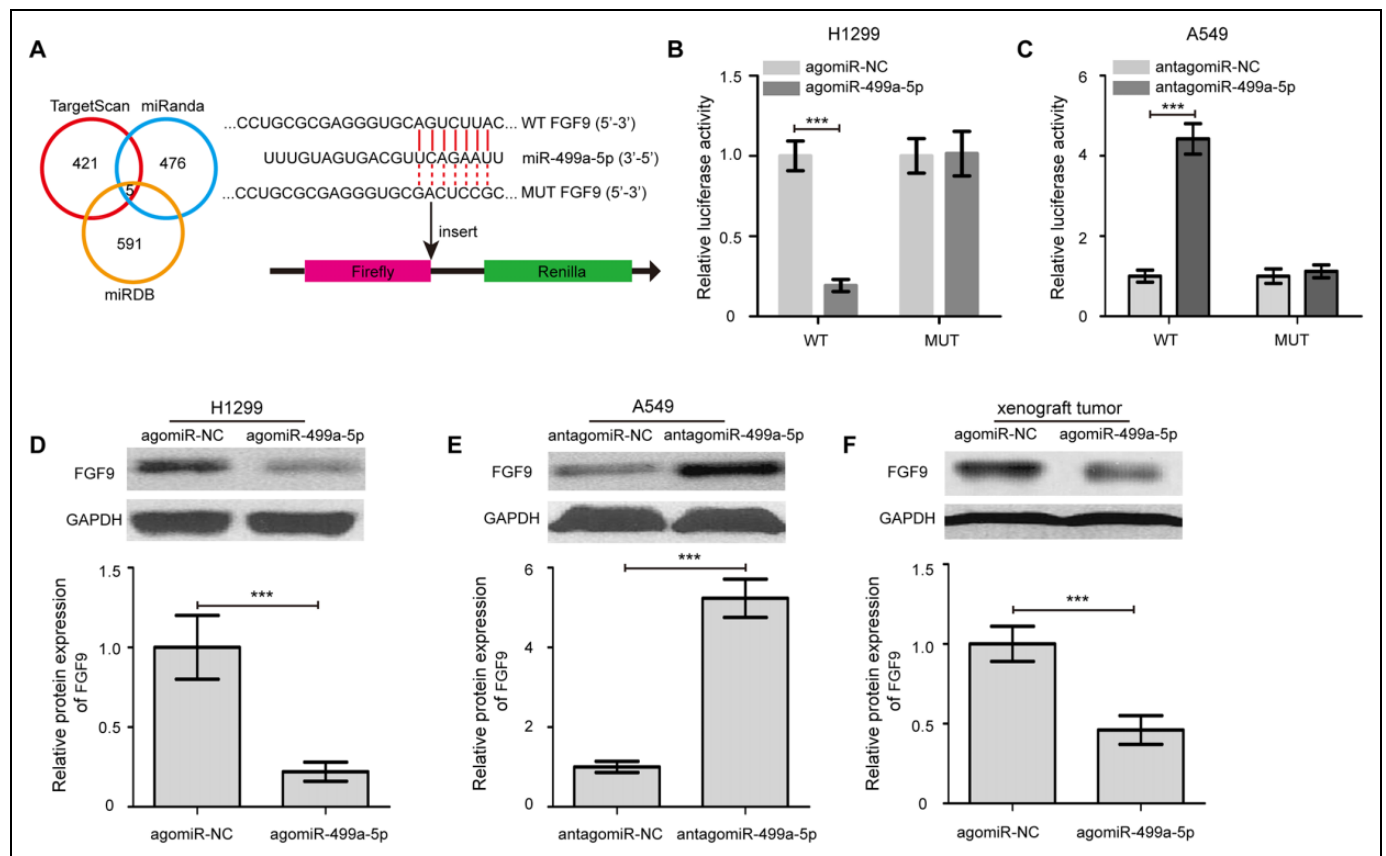 A
TargetScan
miRanda
421
476
5
591
miRDB
...CCUGCGCGAGGGUGCAGUCUUAC... WT FGF9 (5'-3')
UUUGUAGUGACGUUCAGAAUU miR-499a-5p (3'-5')
...CCUGCGCGAGGGUGCGACUCCGC... MUT FGF9 (5'-3')
insert
Firefly
Renilla
B
H1299
agomiR-NC
agomiR-499a-5p
Relative luciferase activity
1.5
1.0
0.5
0
***
WT
MUT
C
A549
antagomiR-NC
antagomiR-499a-5p
Relative luciferase activity
6
4
2
0
***
WT
MUT
D
H1299
agomiR-NC
agomiR-499a-5p
FGF9
GAPDH
Relative protein expression
of FGF9
1.5
1.0
0.5
0
***
agomiR-NC
agomiR-499a-5p
E
A549
antagomiR-NC
antagomiR-499a-5p
FGF9
GAPDH
Relative protein expression
of FGF9
6
4
2
0
***
antagomiR-NC
antagomiR-499a-5p
F
xenograft tumor
agomiR-NC
agomiR-499a-5p
FGF9
GAPDH
Relative protein expression
of FGF9
1.5
1.0
0.5
0
***
agomiR-NC
agomiR-499a-5p